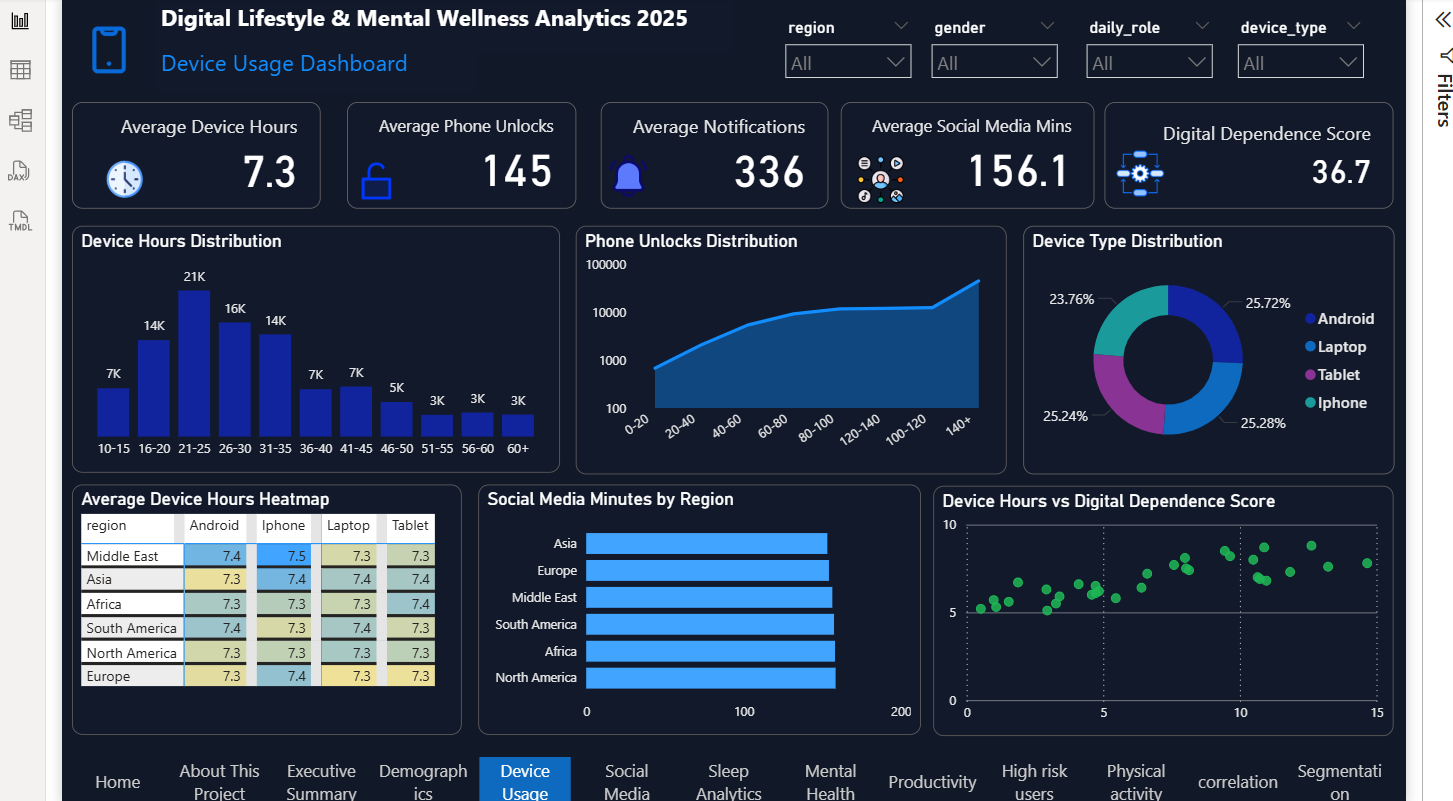 Digital Lifestyle & Mental Wellness Analytics 2025
Device Usage Dashboard
region
gender
daily_role
device_type
All
All
All
All
Filters
DAX
TMDL
Average Device Hours
7.3
Average Phone Unlocks
145
Average Notifications
336
Average Social Media Mins
156.1
Digital Dependence Score
36.7
Device Hours Distribution
21K
16K
14K
14K
7K
7K
7K
5K
3K
3K
3K
10-15 16-20 21-25 26-30 31-35 36-40 41-45 46-50 51-55 56-60 60+
Phone Unlocks Distribution
100000
10000
1000
100
0-20 20-40 40-60 60-80 80-100 120-140 100-120 140+
Device Type Distribution
23.76%
25.72%
25.24%
25.28%
Android
Laptop
Tablet
Iphone
Average Device Hours Heatmap
region Android Iphone Laptop Tablet
Middle East 7.4 7.5 7.3 7.3
Asia 7.3 7.4 7.4 7.4
Africa 7.3 7.3 7.3 7.4
South America 7.4 7.3 7.4 7.3
North America 7.3 7.3 7.3 7.3
Europe 7.3 7.4 7.3 7.3
Social Media Minutes by Region
Asia
Europe
Middle East
South America
Africa
North America
0 100 200
Device Hours vs Digital Dependence Score
10
5
0
0 5 10 15
Home
About This
Project
Executive
Summary
Demograph
ics
Device
Usage
Social
Media
Sleep
Analytics
Mental
Health
Productivity
High risk
users
Physical
activity
correlation
Segmentati
on